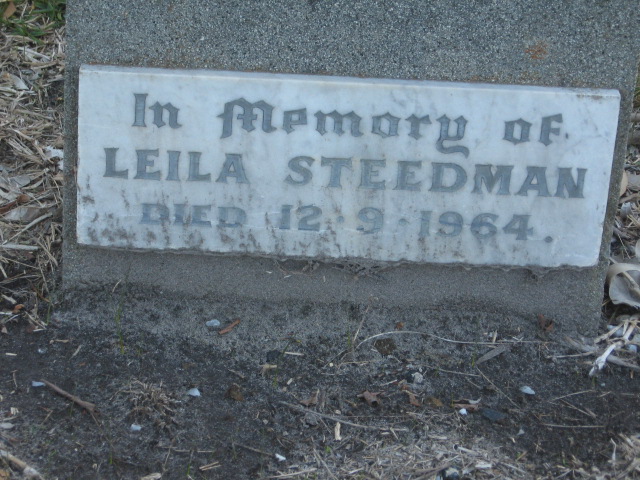 In Memory of
LEILA STEEDMAN
DIED 12·9·1964.